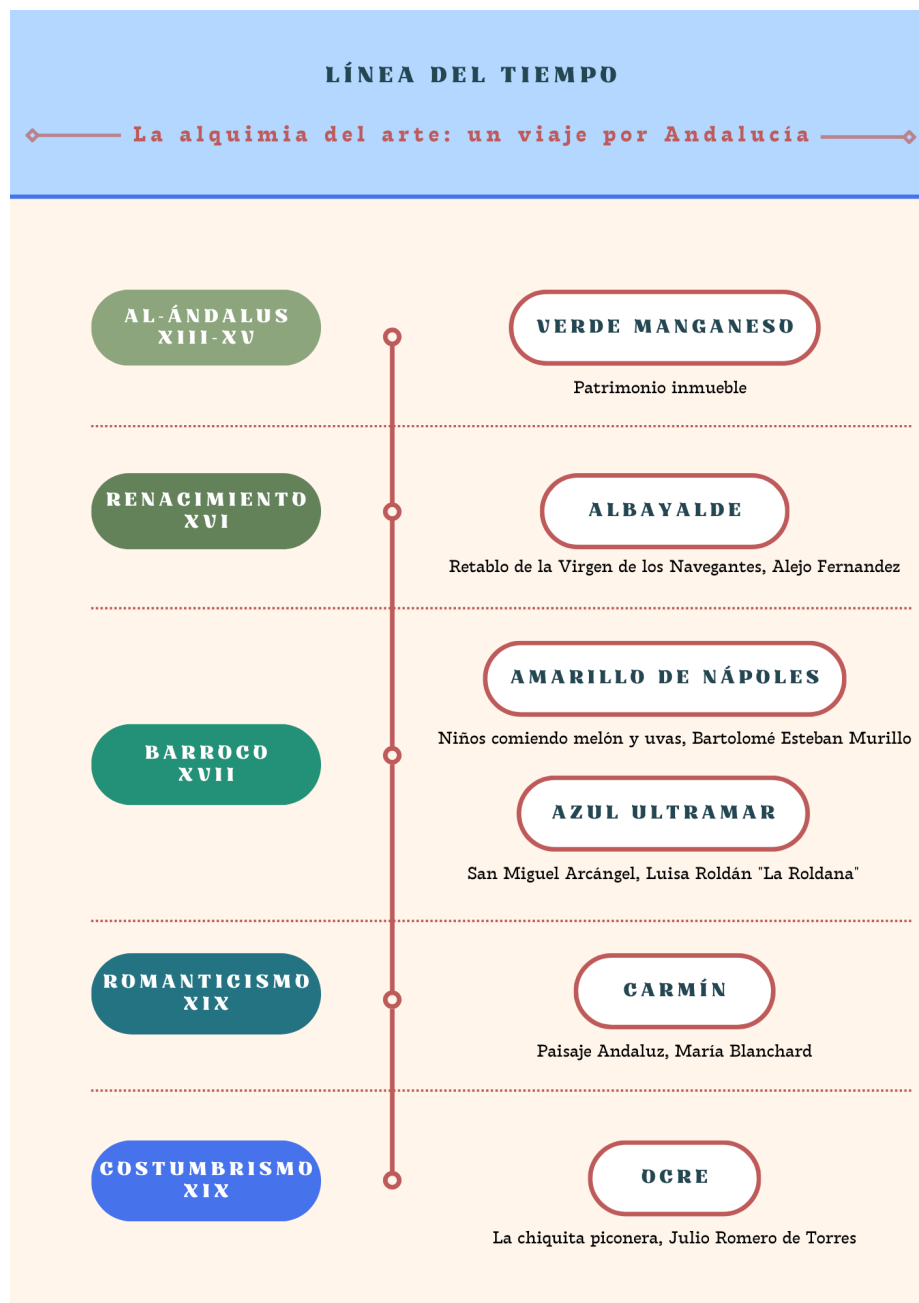 LÍNEA DEL TIEMPO
La alquimia del arte: un viaje por Andalucía
AL-ÁNDALUS
XIII-XV
VERDE MANGANESO
Patrimonio inmueble
RENACIMIENTO
XVI
ALBAYALDE
Retablo de la Virgen de los Navegantes, Alejo Fernandez
BARROCO
XVII
AMARILLO DE NÁPOLES
Niños comiendo melón y uvas, Bartolomé Esteban Murillo
AZUL ULTRAMAR
San Miguel Arcángel, Luisa Roldán "La Roldana"
ROMANTICISMO
XIX
CARMÍN
Paisaje Andaluz, María Blanchard
COSTUMBRISMO
XIX
OCRE
La chiquita piconera, Julio Romero de Torres